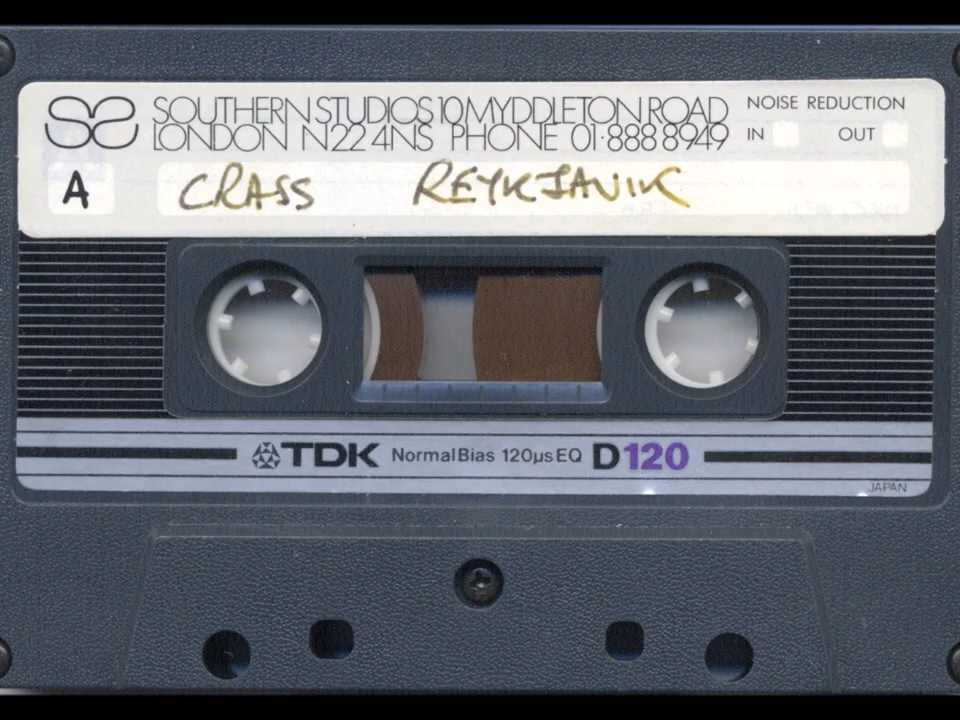 SOUTHERN STUDIOS 10 MYDDLETON ROAD
LONDON N22 4NS PHONE 01·888 8949
NOISE REDUCTION
IN OUT
A CRASS REYKJAVIK
TDK Normal Bias 120µs EQ D120
JAPAN